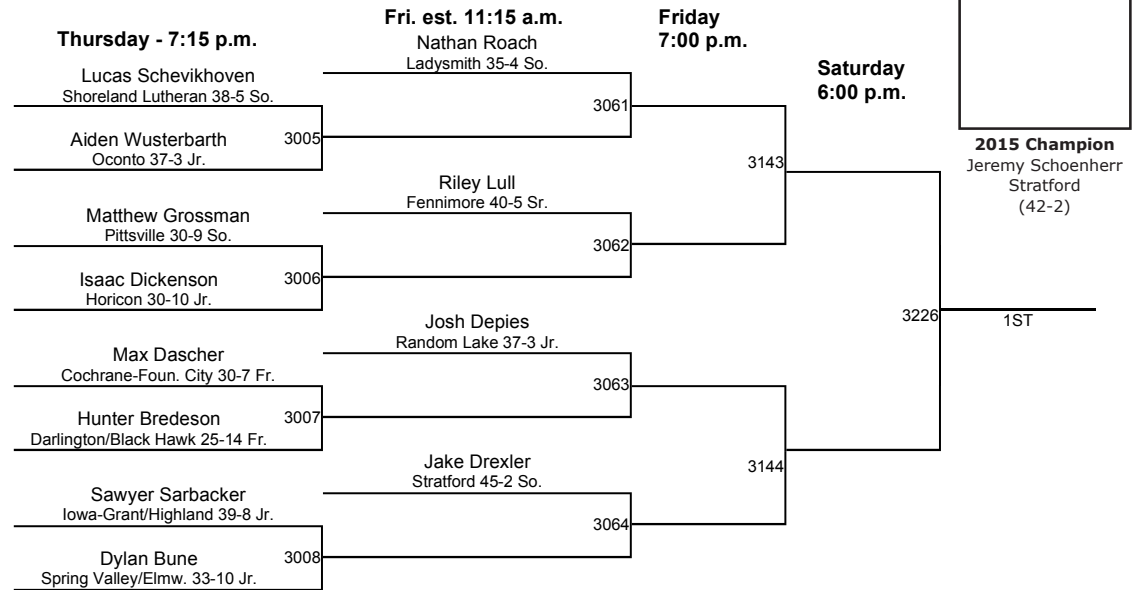 Thursday - 7:15 p.m.
Fri. est. 11:15 a.m.
Friday
7:00 p.m.
Saturday
6:00 p.m.
2015 Champion
Jeremy Schoenherr
Stratford
(42-2)
Nathan Roach
Ladysmith 35-4 So.
Lucas Schevikhoven
Shoreland Lutheran 38-5 So.
3005
Aiden Wusterbarth
Oconto 37-3 Jr.
3061
Riley Lull
Fennimore 40-5 Sr.
Matthew Grossman
Pittsville 30-9 So.
3006
Isaac Dickenson
Horicon 30-10 Jr.
3062
3143
Josh Depies
Random Lake 37-3 Jr.
Max Dascher
Cochrane-Foun. City 30-7 Fr.
3007
Hunter Bredeson
Darlington/Black Hawk 25-14 Fr.
3063
Jake Drexler
Stratford 45-2 So.
Sawyer Sarbacker
Iowa-Grant/Highland 39-8 Jr.
3008
Dylan Bune
Spring Valley/Elmw. 33-10 Jr.
3064
3144
3226
1ST